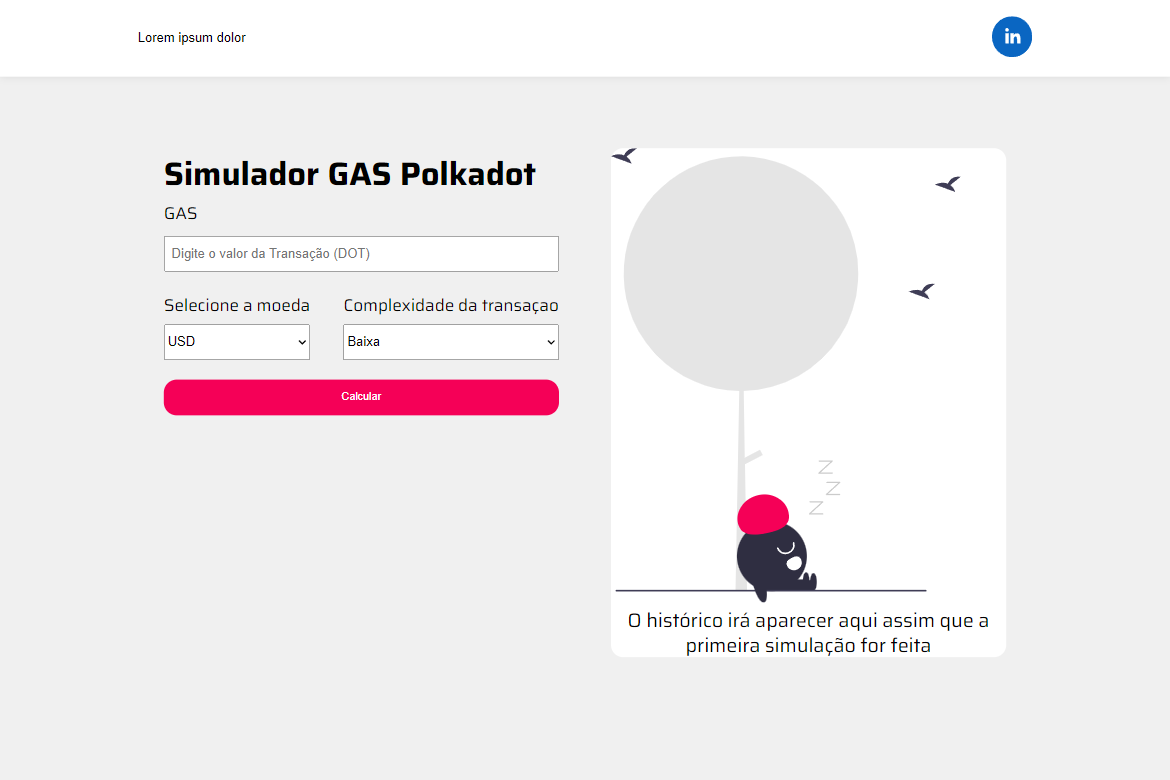 Lorem ipsum dolor
in
Simulador GAS Polkadot
GAS
Digite o valor da Transação (DOT)
Selecione a moeda
Complexidade da transaçao
USD
Baixa
Calcular
Z
Z
Z
O histórico irá aparecer aqui assim que a
primeira simulação for feita